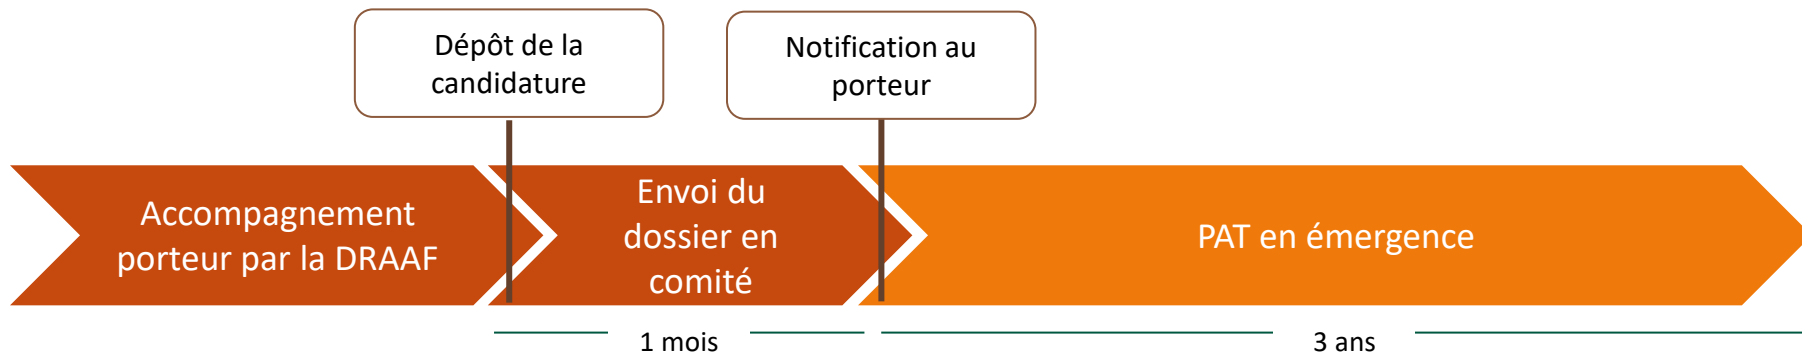 Dépôt de la
candidature
Notification au
porteur
Accompagnement
porteur par la DRAAF
Envoi du
dossier en
comité
PAT en émergence
1 mois
3 ans